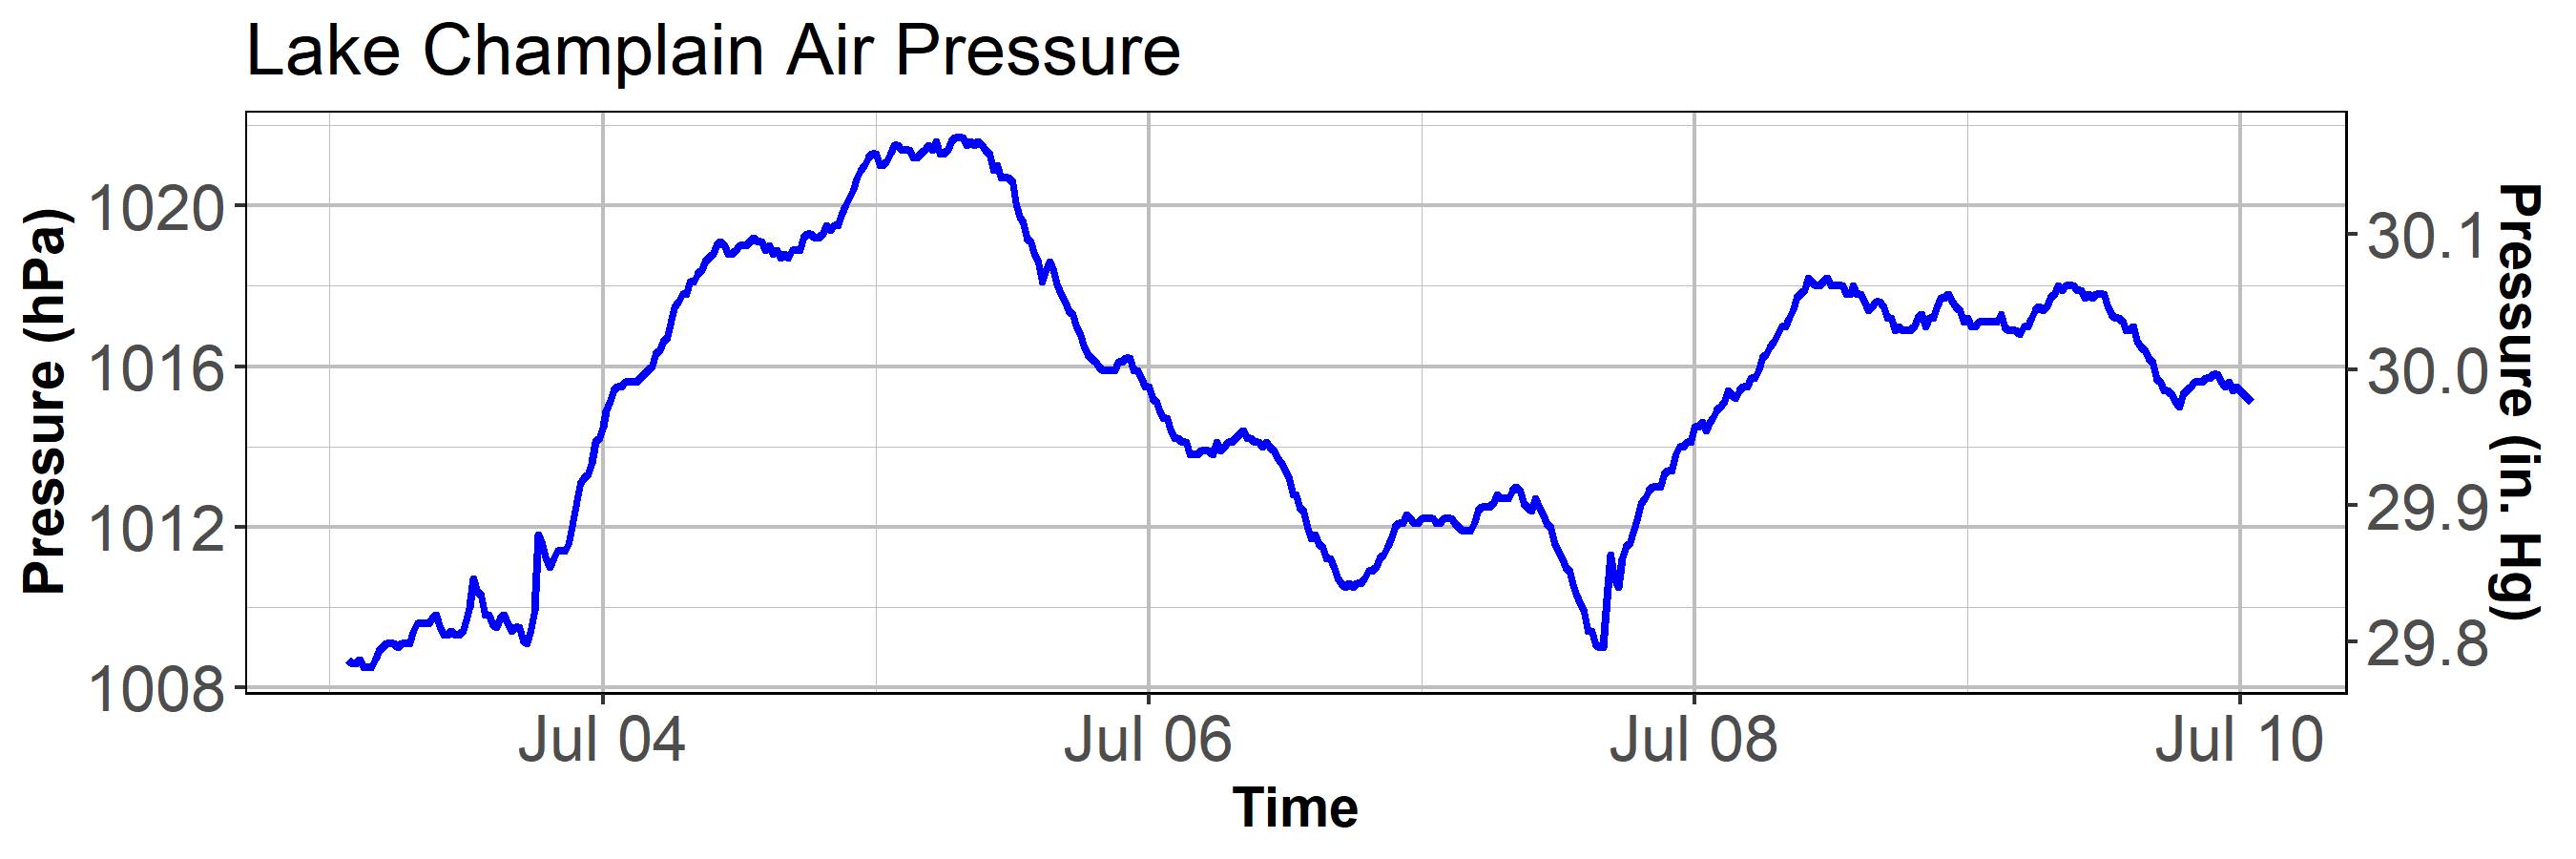 Lake Champlain Air Pressure
Pressure (hPa)
1020
1016
1012
1008
30.1
30.0
29.9
29.8
Pressure (in. Hg)
Jul 04
Jul 06
Jul 08
Jul 10
Time